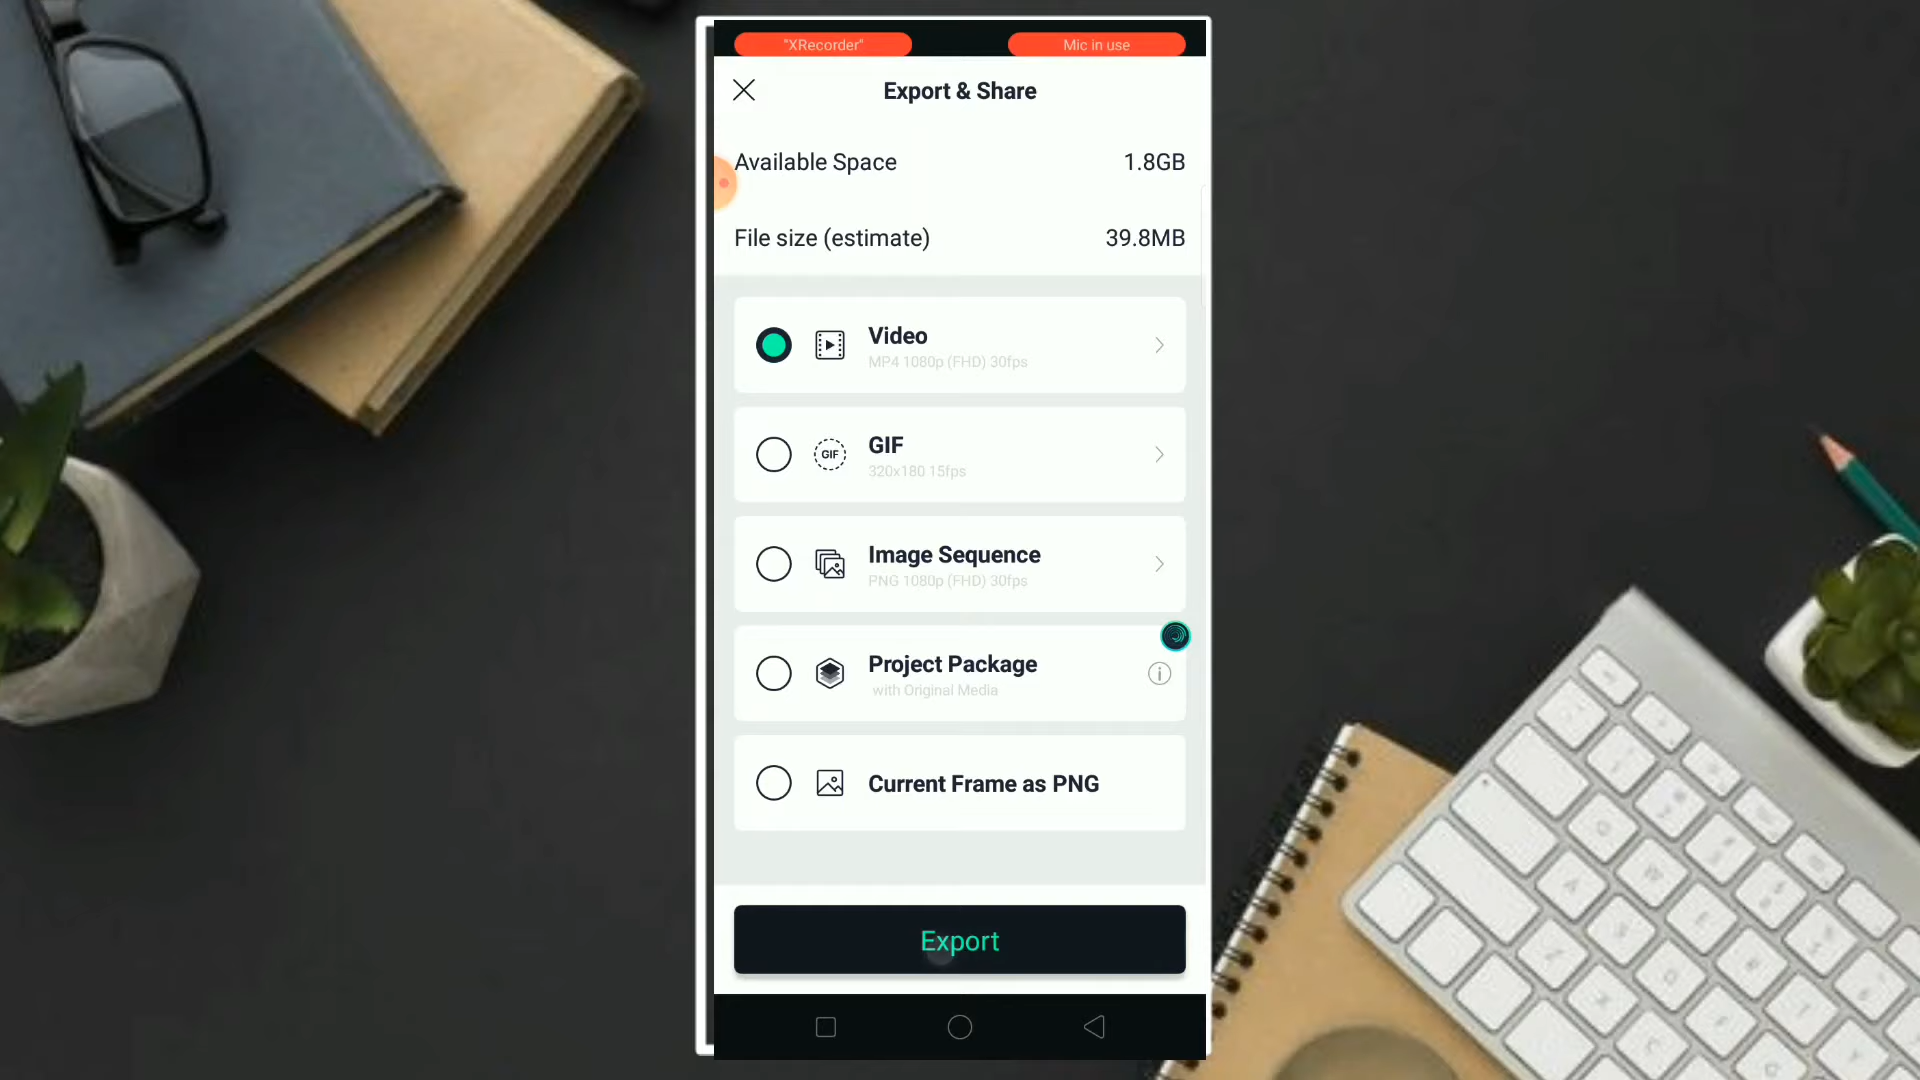 "XRecorder"
Mic in use
Export & Share
Available Space
1.8GB
File size (estimate)
39.8MB
Video
MP4 1080p (FHD) 30fps
GIF
GIF
320x180 15fps
Image Sequence
PNG 1080p (FHD) 30fps
Project Package
with Original Media
Current Frame as PNG
Export